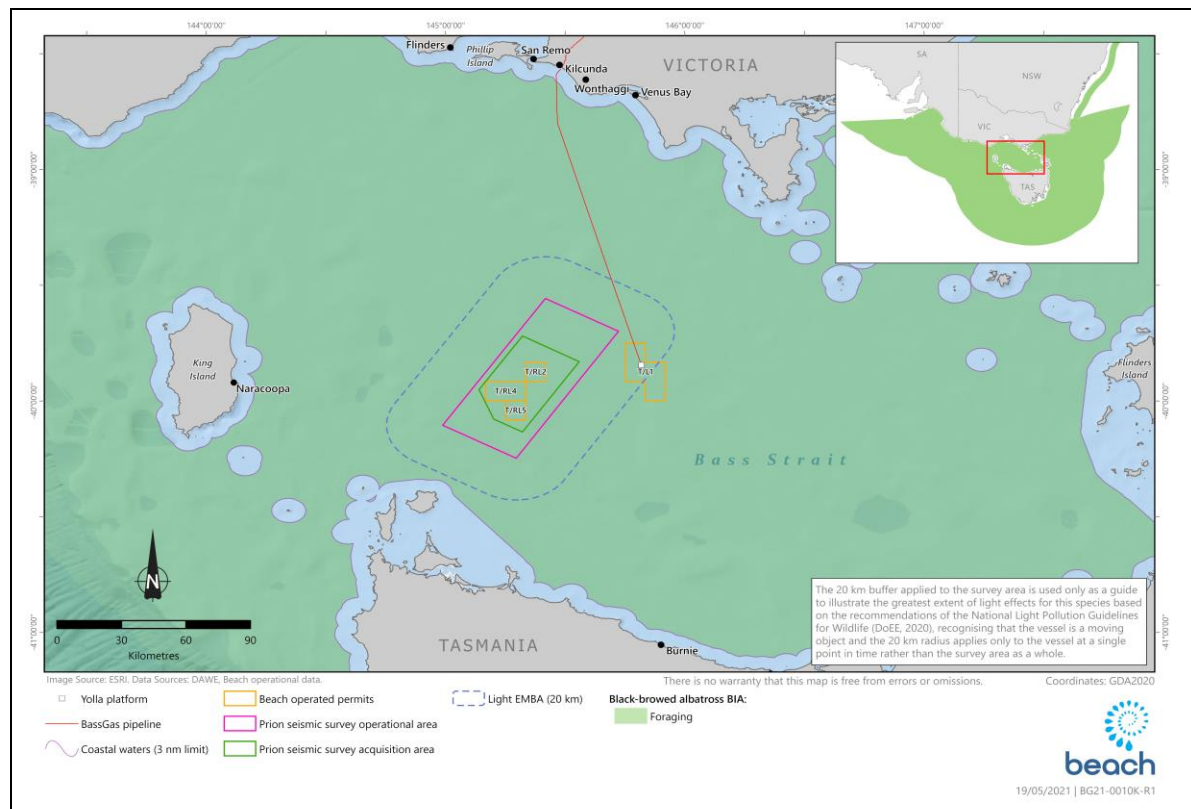 144°00'00"
145°00'00"
146°00'00"
147°00'00"
Flinders
Phillip
Island
San Remo
Kilcunda
Wonthaggi
Venus Bay
VICTORIA
SA
NSW
VIC
TAS
-39°00'00"
-39°00'00"
King
Island
Naracoopa
T/RL2
T/RL4
T/RL5
T/L1
Flinders
Island
-40°00'00"
-40°00'00"
Bass Strait
N
0 30 60 90
Kilometres
TASMANIA
Burnie
-41°00'00"
-41°00'00"
The 20 km buffer applied to the survey area is used only as a guide
to illustrate the greatest extent of light effects for this species based
on the recommendations of the National Light Pollution Guidelines
for Wildlife (DoEE, 2020), recognising that the vessel is a moving
object and the 20 km radius applies only to the vessel at a single
point in time rather than the survey area as a whole.
Image Source: ESRI. Data Sources: DAWE, Beach operational data.
There is no warranty that this map is free from errors or omissions.
Coordinates: GDA2020
Yolla platform
BassGas pipeline
Coastal waters (3 nm limit)
Beach operated permits
Prion seismic survey operational area
Prion seismic survey acquisition area
Light EMBA (20 km)
Black-browed albatross BIA:
Foraging
beach
19/05/2021 | BG21-0010K-R1